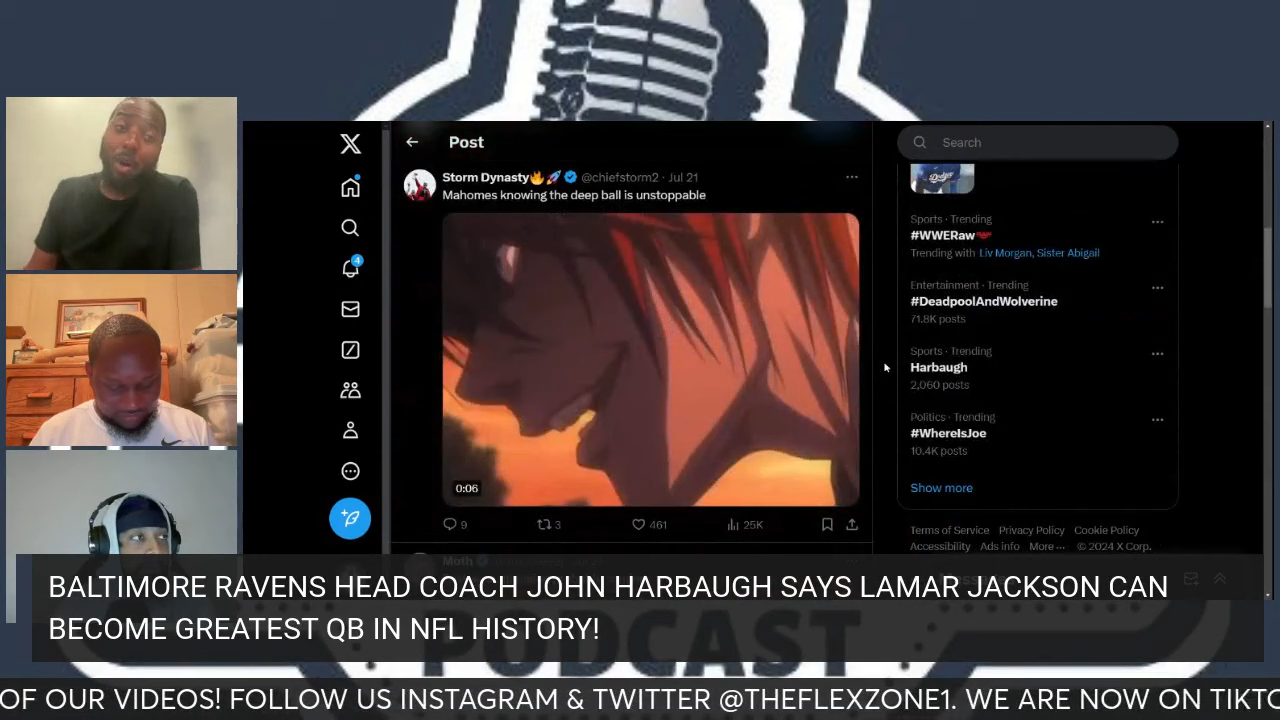 Post
Search
Storm Dynasty @chiefstorm2 · Jul 21
Mahomes knowing the deep ball is unstoppable
0:06
9 3 461 25K
Moth
4
Dodgers
Sports · Trending
#WWERaw
Trending with Liv Morgan, Sister Abigail
Entertainment · Trending
#DeadpoolAndWolverine
71.8K posts
Sports · Trending
Harbaugh
2,060 posts
Politics · Trending
#WhereIsJoe
10.4K posts
Show more
Terms of Service Privacy Policy Cookie Policy
Accessibility Ads info More ··· © 2024 X Corp.
BALTIMORE RAVENS HEAD COACH JOHN HARBAUGH SAYS LAMAR JACKSON CAN
BECOME GREATEST QB IN NFL HISTORY!
PODCAST
OF OUR VIDEOS! FOLLOW US INSTAGRAM & TWITTER @THEFLEXZONE1. WE ARE NOW ON TIKTO